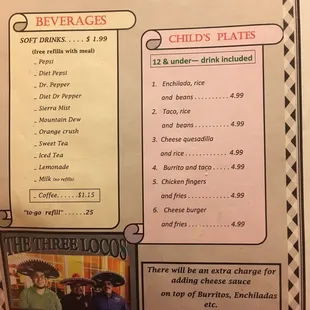 BEVERAGES
SOFT DRINKS..... $ 1.99
(free refills with meal)
Pepsi
Diet Pepsi
Dr. Pepper
Diet Dr Pepper
Sierra Mist
Mountain Dew
Orange crush
Sweet Tea
Iced Tea
Lemonade
Milk (no refills)
Coffee......$1.15
"to-go refill".....25
THE THREE LOCOS
CHILD'S PLATES
12 & under— drink included
1. Enchilada, rice
and beans..........4.99
2. Taco, rice
and beans..........4.99
3. Cheese quesadilla
and rice............4.99
4. Burrito and taco.....4.99
5. Chicken fingers
and fries............4.99
6. Cheese burger
and fries............4.99
There will be an extra charge for
adding cheese sauce
on top of Burritos, Enchiladas
etc.